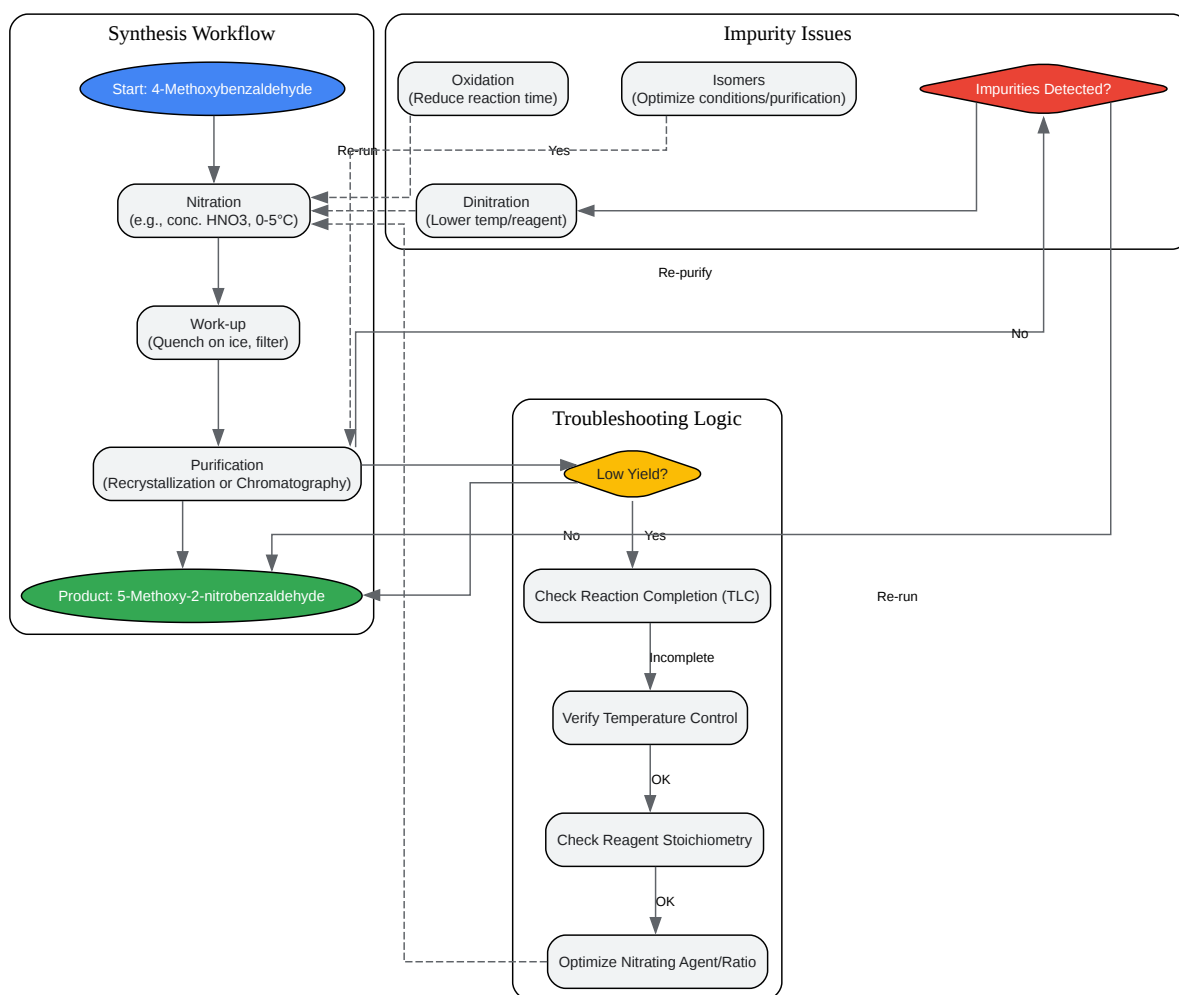 Synthesis Workflow
Start: 4-Methoxybenzaldehyde
Nitration
(e.g., conc. HNO3, 0-5°C)
Work-up
(Quench on ice, filter)
Purification
(Recrystallization or Chromatography)
Product: 5-Methoxy-2-nitrobenzaldehyde
Impurity Issues
Oxidation
(Reduce reaction time)
Isomers
(Optimize conditions/purification)
Impurities Detected?
Re-run
Yes
Dinitration
(Lower temp/reagent)
Re-purify
No
Troubleshooting Logic
Low Yield?
No
Yes
Check Reaction Completion (TLC)
Re-run
Incomplete
Verify Temperature Control
OK
Check Reagent Stoichiometry
OK
Optimize Nitrating Agent/Ratio